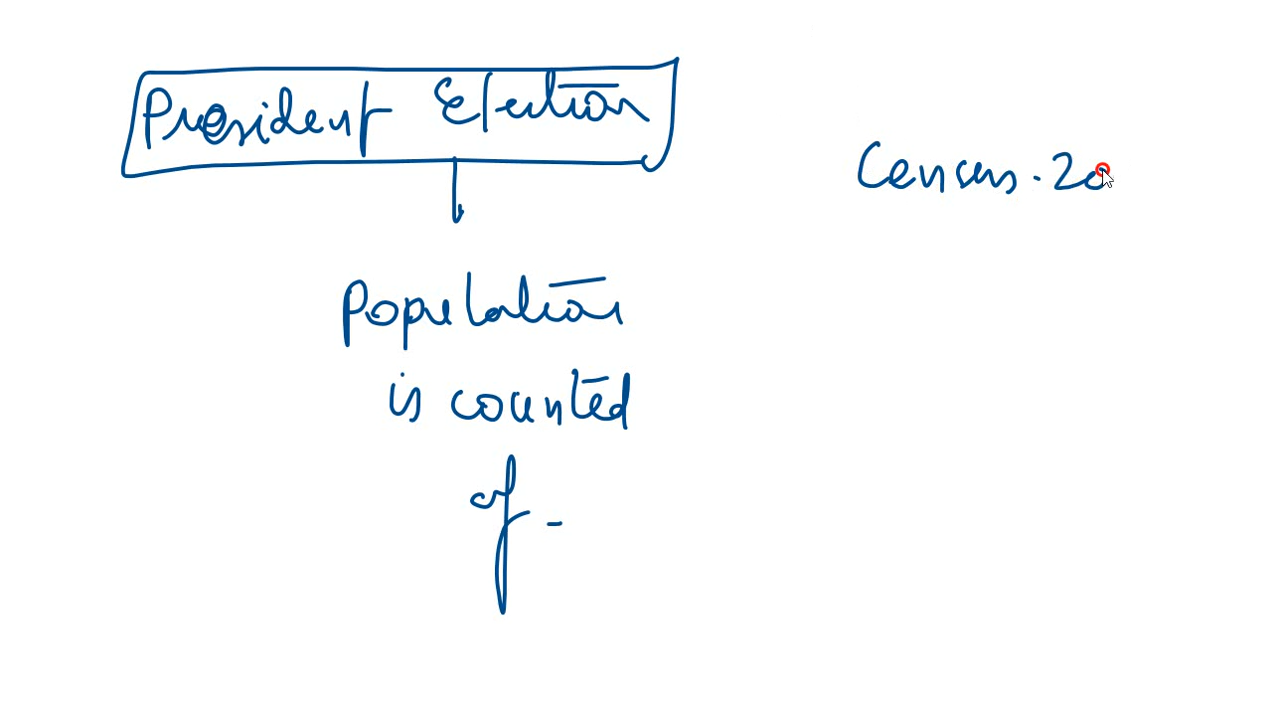 President Election
Census. 20
Population
is counted
of -